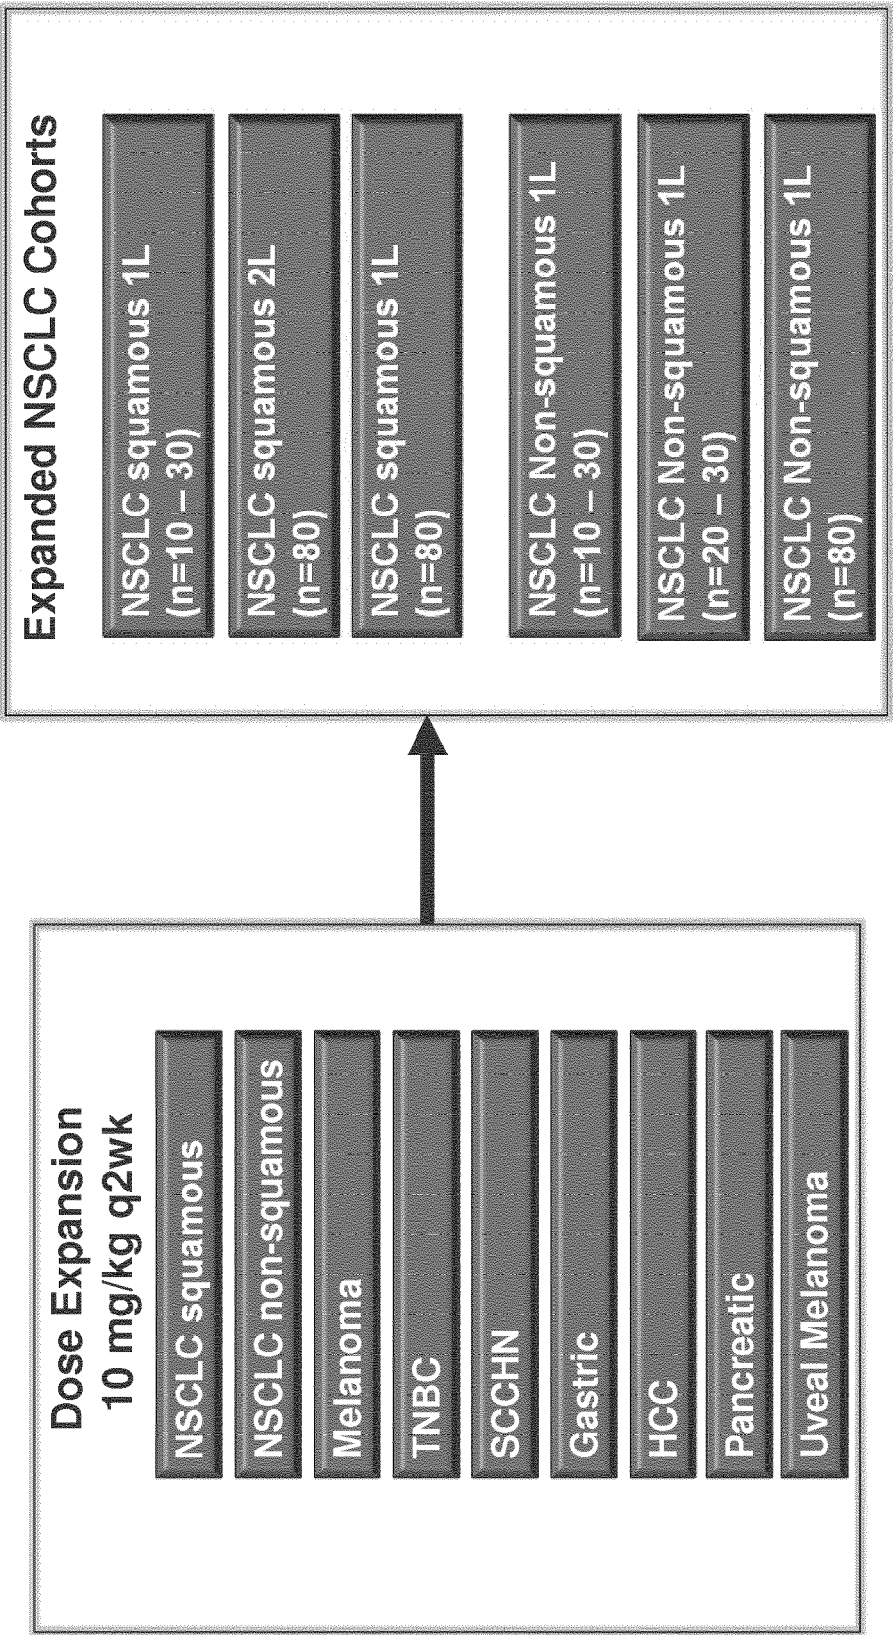 Dose Expansion
10 mg/kg q2wk
NSCLC squamous
NSCLC non-squamous
Melanoma
TNBC
SCCHN
Gastric
HCC
Pancreatic
Uveal Melanoma
Expanded NSCLC Cohorts
NSCLC squamous 1L
(n=10 – 30)
NSCLC squamous 2L
(n=80)
NSCLC squamous 1L
(n=80)
NSCLC Non-squamous 1L
(n=10 – 30)
NSCLC Non-squamous 1L
(n=20 – 30)
NSCLC Non-squamous 1L
(n=80)